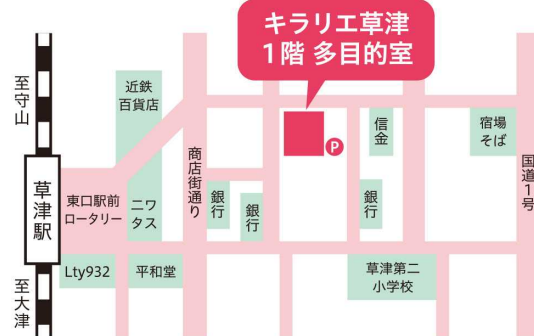 キラリエ草津
1階 多目的室
至守山
近鉄
百貨店
信金
宿場
そば
P
商店街通り
国道1号
草津駅
東口駅前
ロータリー
ニワ
タス
銀行
銀行
銀行
Lty932
平和堂
草津第二
小学校
至大津